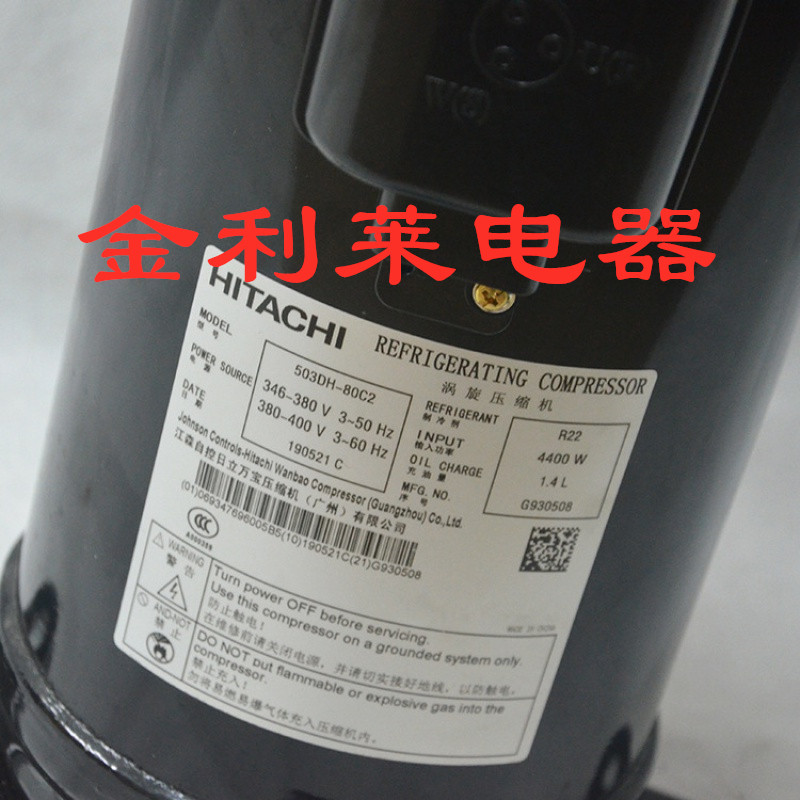 W(S)
U(R)
金利莱电器
HITACHI
REFRIGERATING COMPRESSOR
涡旋压缩机
MODEL
型号
503DH-80C2
POWER SOURCE
电源
346-380 V 3~50 Hz
380-400 V 3~60 Hz
DATE
日期
190521 C
REFRIGERANT
制冷剂
R22
INPUT
输入功率
4400 W
OIL CHARGE
充油量
1.4 L
MFG.NO.
序号
G930508
Johnson Controls-Hitachi Wanbao Compressor (Guangzhou) Co.,Ltd.
江森自控日立万宝压缩机（广州）有限公司
(01)069347696005B5(10)190521C(21)G930508
CCC
WARNING
警告
Turn power OFF before servicing.
Use this compressor on a grounded system only.
防止触电！
在维修前请关闭电源，并请切实接好地线，以防触电。
MADE IN CHINA
AND-NOT
禁止
DO NOT put flammable or explosive gas into the
compressor.
禁止充入！
勿将易燃易爆气体充入压缩机内。